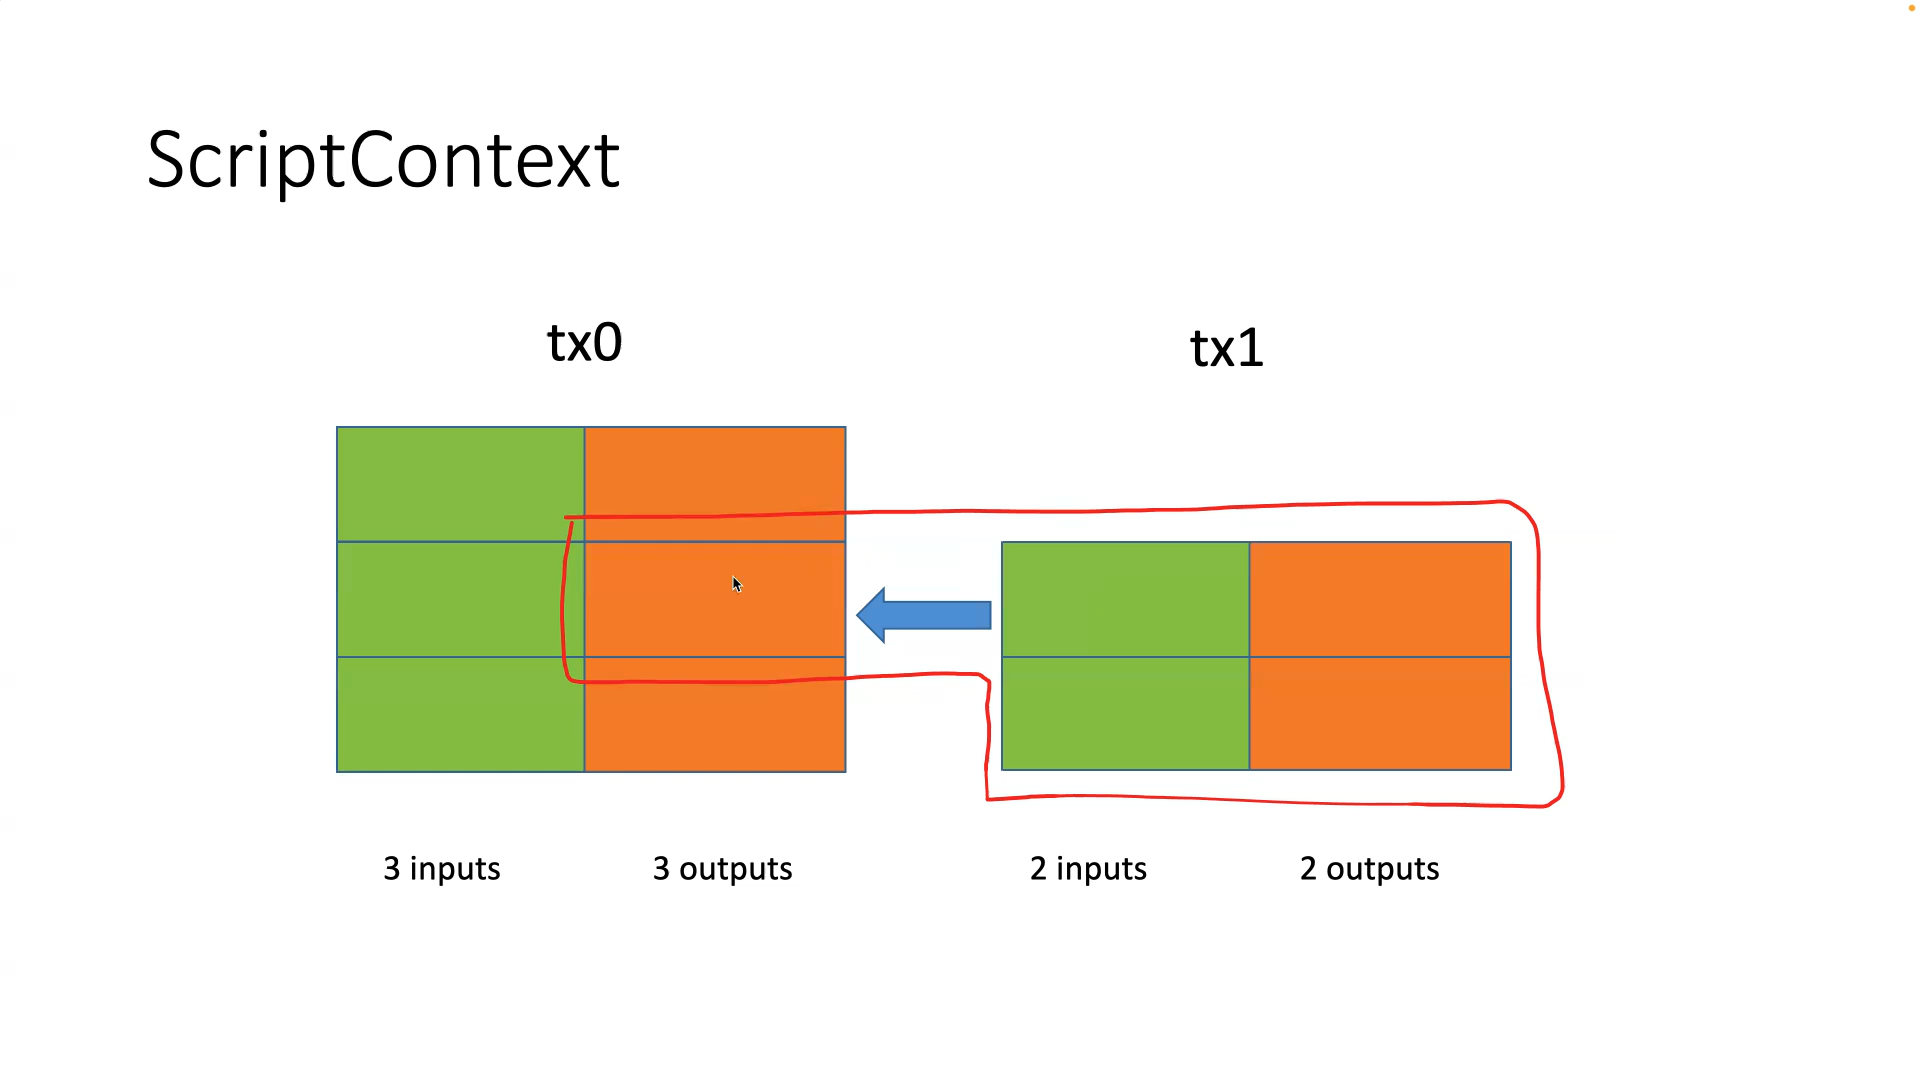 ScriptContext
tx0
tx1
3 inputs
3 outputs
2 inputs
2 outputs